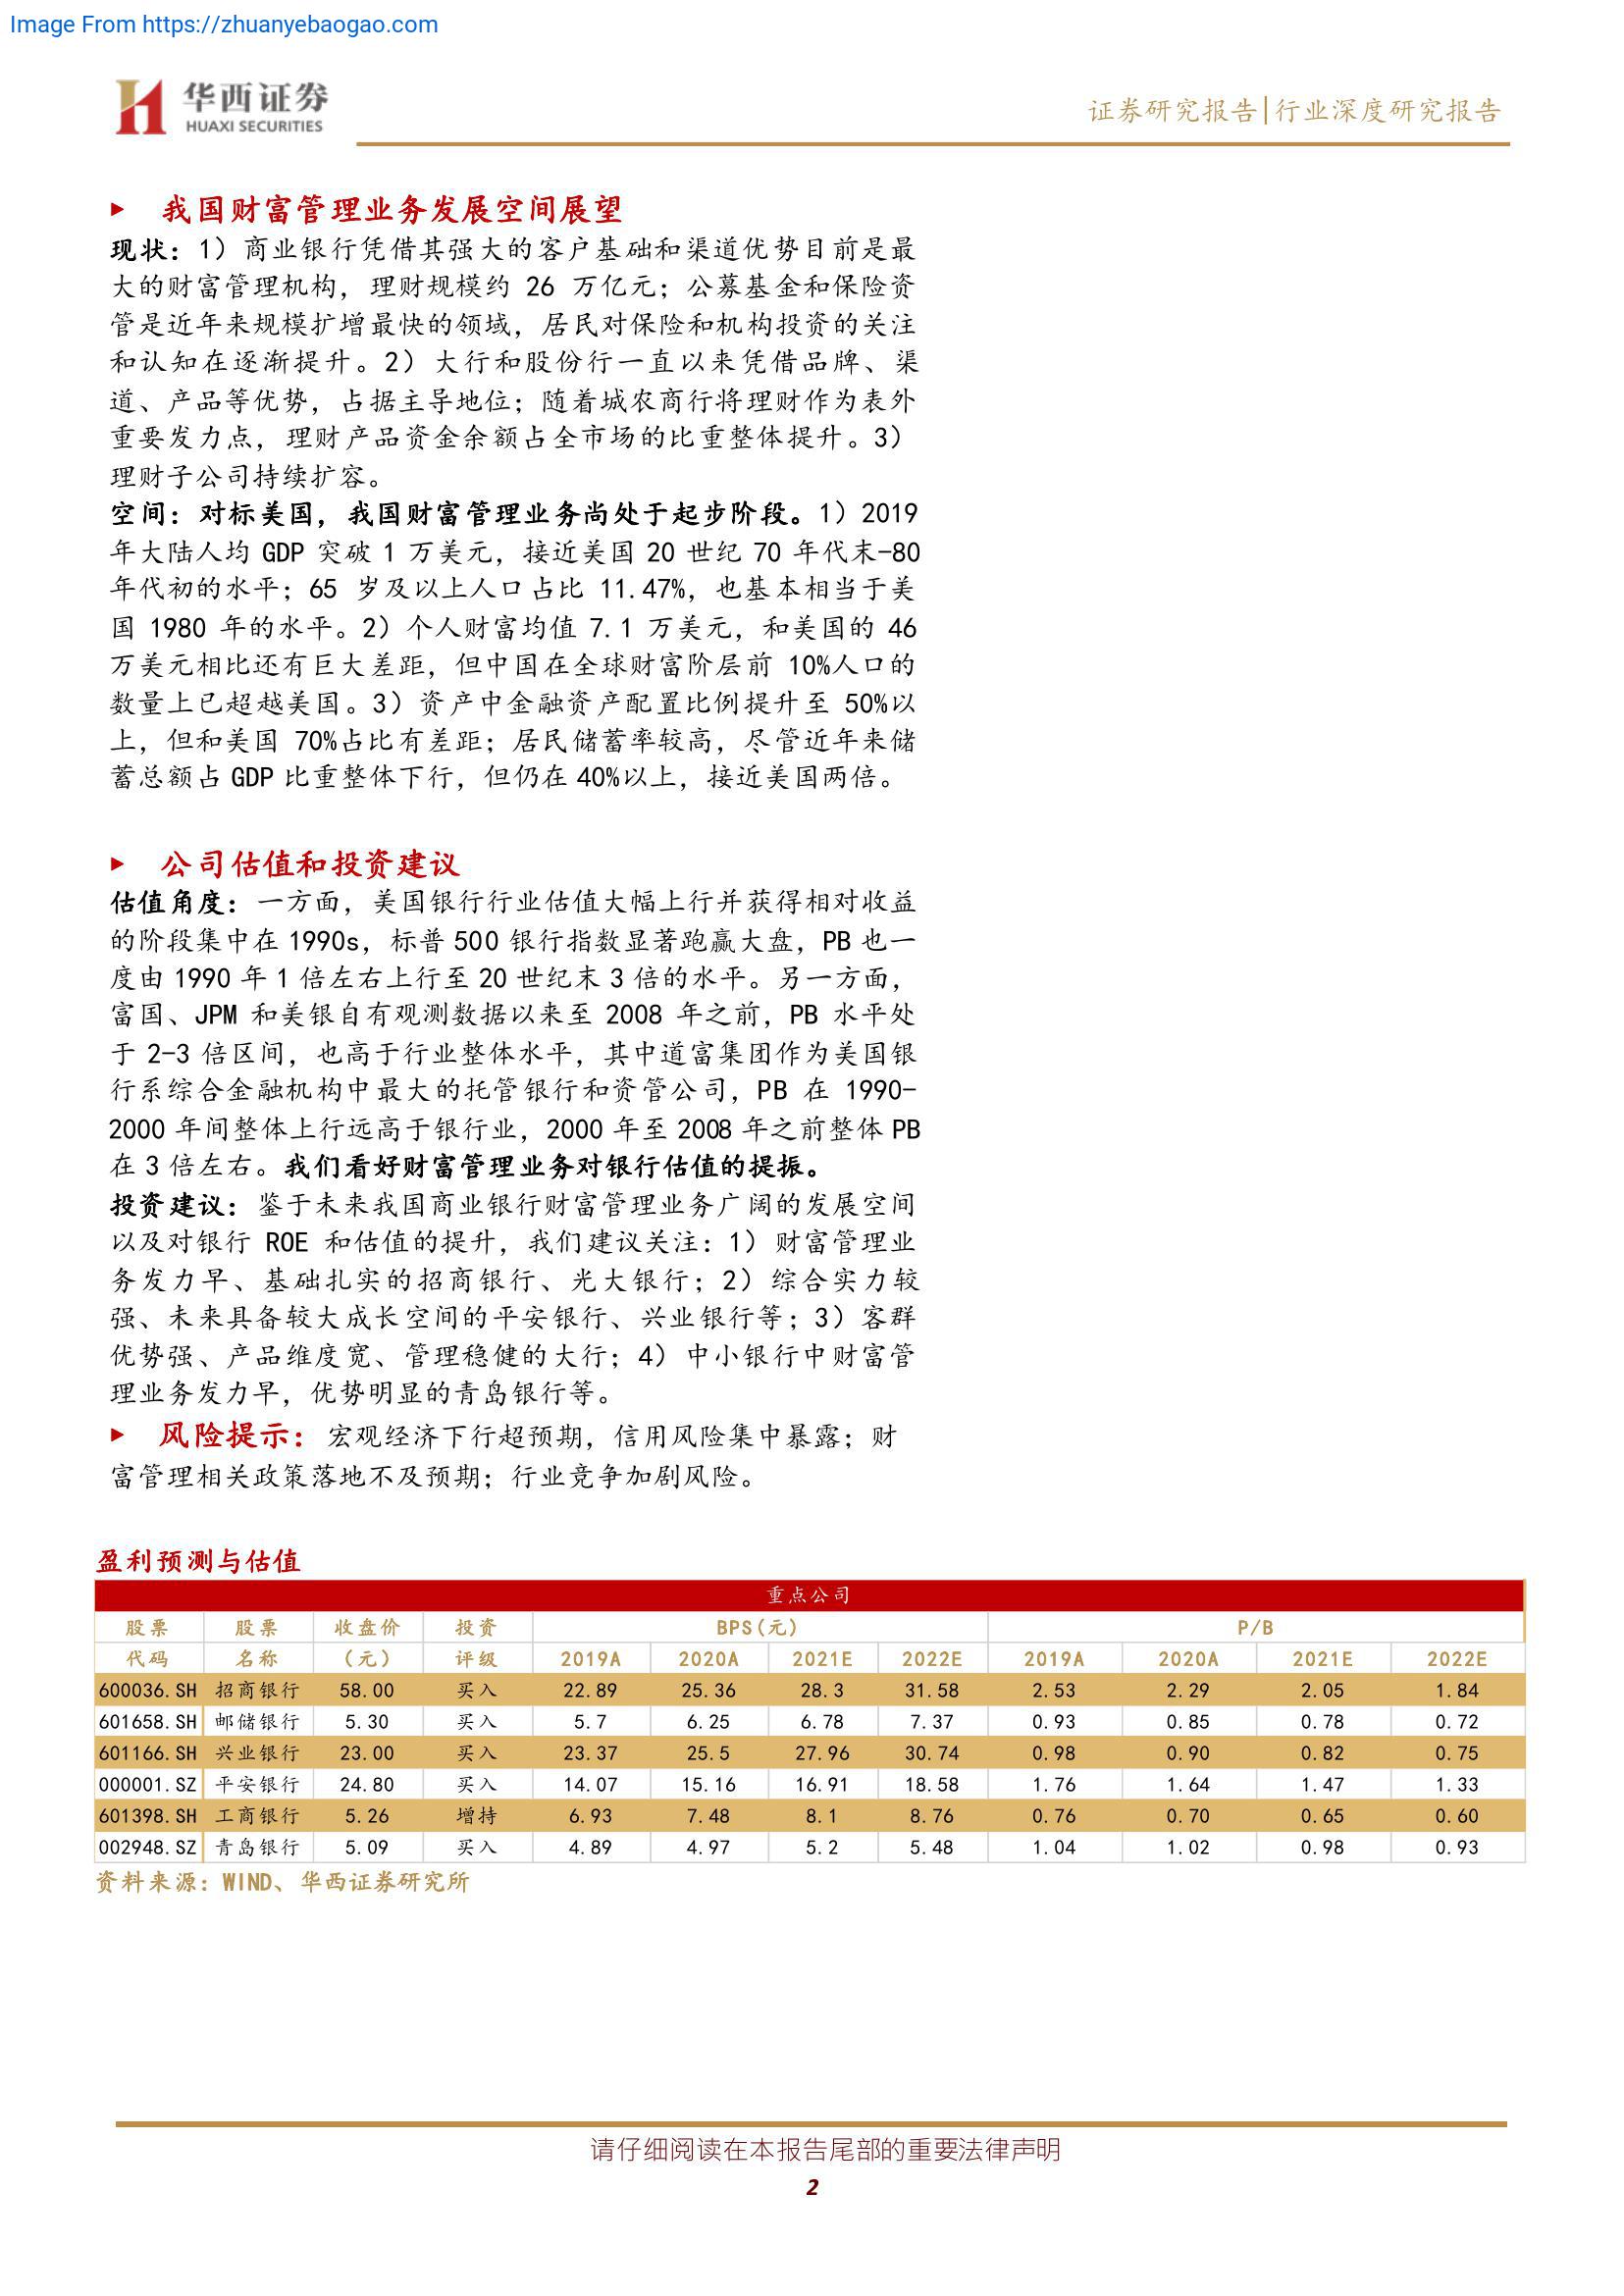 Image From https://zhuanyebaogao.com
华西证券
HUAXI SECURITIES
证券研究报告|行业深度研究报告
► 我国财富管理业务发展空间展望
现状：1）商业银行凭借其强大的客户基础和渠道优势目前是最
大的财富管理机构，理财规模约 26 万亿元；公募基金和保险资
管是近年来规模扩增最快的领域，居民对保险和机构投资的关注
和认知在逐渐提升。2）大行和股份行一直以来凭借品牌、渠
道、产品等优势，占据主导地位；随着城农商行将理财作为表外
重要发力点，理财产品资金余额占全市场的比重整体提升。3）
理财子公司持续扩容。
空间：对标美国，我国财富管理业务尚处于起步阶段。1）2019
年大陆人均 GDP 突破 1 万美元，接近美国 20 世纪 70 年代末-80
年代初的水平；65 岁及以上人口占比 11.47%，也基本相当于美
国 1980 年的水平。2）个人财富均值 7.1 万美元，和美国的 46
万美元相比还有巨大差距，但中国在全球财富阶层前 10%人口的
数量上已超越美国。3）资产中金融资产配置比例提升至 50%以
上，但和美国 70%占比有差距；居民储蓄率较高，尽管近年来储
蓄总额占 GDP 比重整体下行，但仍在 40%以上，接近美国两倍。
► 公司估值和投资建议
估值角度：一方面，美国银行行业估值大幅上行并获得相对收益
的阶段集中在 1990s，标普 500 银行指数显著跑赢大盘，PB 也一
度由 1990 年 1 倍左右上行至 20 世纪末 3 倍的水平。另一方面，
富国、JPM 和美银自有观测数据以来至 2008 年之前，PB 水平处
于 2-3 倍区间，也高于行业整体水平，其中道富集团作为美国银
行系综合金融机构中最大的托管银行和资管公司，PB 在 1990-
2000 年间整体上行远高于银行业，2000 年至 2008 年之前整体 PB
在 3 倍左右。我们看好财富管理业务对银行估值的提振。
投资建议：鉴于未来我国商业银行财富管理业务广阔的发展空间
以及对银行 ROE 和估值的提升，我们建议关注：1）财富管理业
务发力早、基础扎实的招商银行、光大银行；2）综合实力较
强、未来具备较大成长空间的平安银行、兴业银行等；3）客群
优势强、产品维度宽、管理稳健的大行；4）中小银行中财富管
理业务发力早，优势明显的青岛银行等。
► 风险提示：宏观经济下行超预期，信用风险集中暴露；财
富管理相关政策落地不及预期；行业竞争加剧风险。
盈利预测与估值
重点公司
股票 股票 收盘价 投资 BPS(元) P/B
代码 名称 （元） 评级 2019A 2020A 2021E 2022E 2019A 2020A 2021E 2022E
600036.SH 招商银行 58.00 买入 22.89 25.36 28.3 31.58 2.53 2.29 2.05 1.84
601658.SH 邮储银行 5.30 买入 5.7 6.25 6.78 7.37 0.93 0.85 0.78 0.72
601166.SH 兴业银行 23.00 买入 23.37 25.5 27.96 30.74 0.98 0.90 0.82 0.75
000001.SZ 平安银行 24.80 买入 14.07 15.16 16.91 18.58 1.76 1.64 1.47 1.33
601398.SH 工商银行 5.26 增持 6.93 7.48 8.1 8.76 0.76 0.70 0.65 0.60
002948.SZ 青岛银行 5.09 买入 4.89 4.97 5.2 5.48 1.04 1.02 0.98 0.93
资料来源：WIND、华西证券研究所
请仔细阅读在本报告尾部的重要法律声明
2